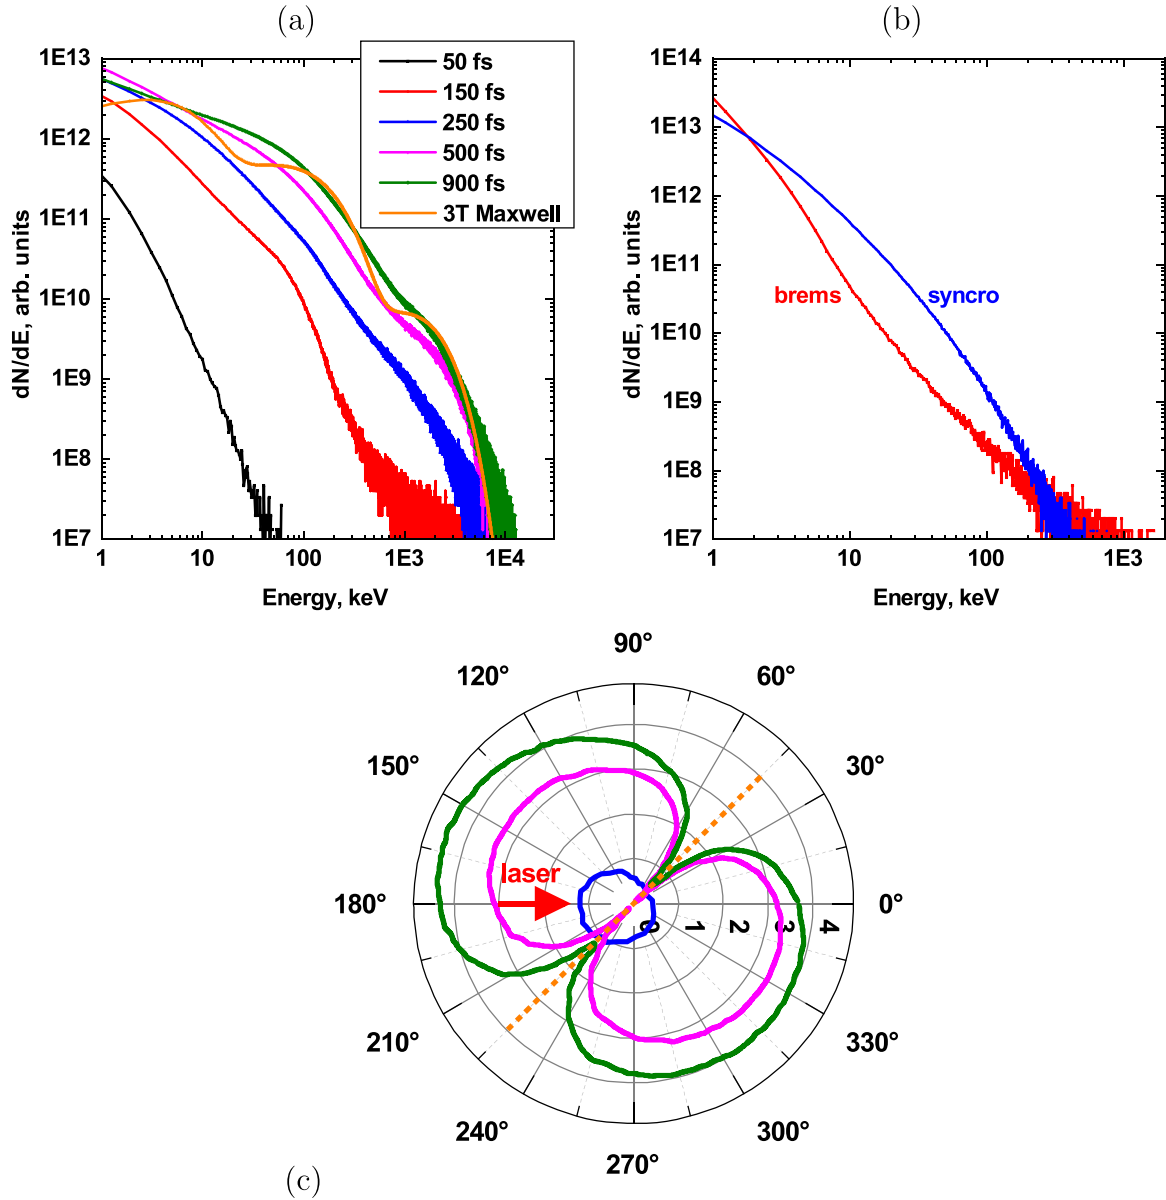 (a)
(b)
50 fs
150 fs
250 fs
500 fs
900 fs
3T Maxwell
1E13
1E12
1E11
1E10
1E9
1E8
1E7
dN/dE, arb. units
1
10
100
1E3
1E4
Energy, keV
1E14
1E13
1E12
1E11
1E10
1E9
1E8
1E7
dN/dE, arb. units
brems
syncro
1
10
100
1E3
Energy, keV
90°
120°
60°
150°
30°
laser
180°
0°
0 1 2 3 4
210°
330°
240°
300°
270°
(c)